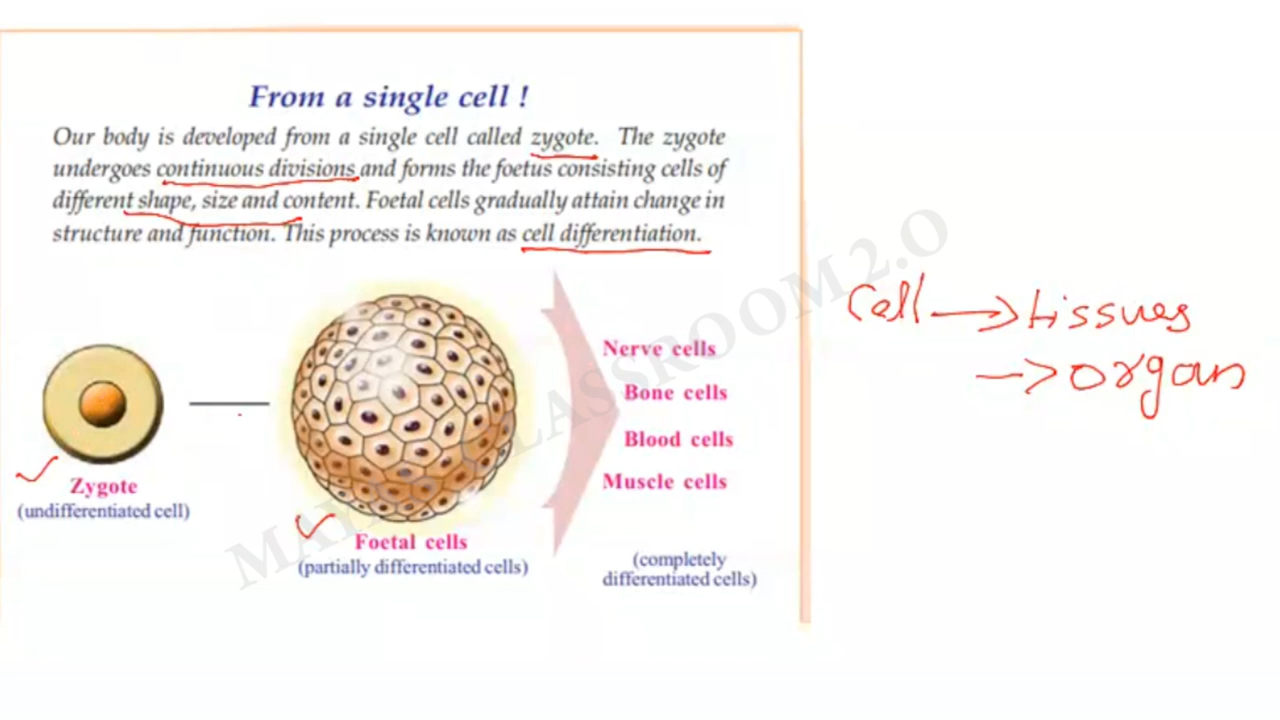 From a single cell !
Our body is developed from a single cell called zygote. The zygote
undergoes continuous divisions and forms the foetus consisting cells of
different shape, size and content. Foetal cells gradually attain change in
structure and function. This process is known as cell differentiation.
Nerve cells
Bone cells
Blood cells
Muscle cells
Zygote
(undifferentiated cell)
Foetal cells
(partially differentiated cells)
(completely
differentiated cells)
Cell → tissues
→ organ
CLASSROOM 2.O